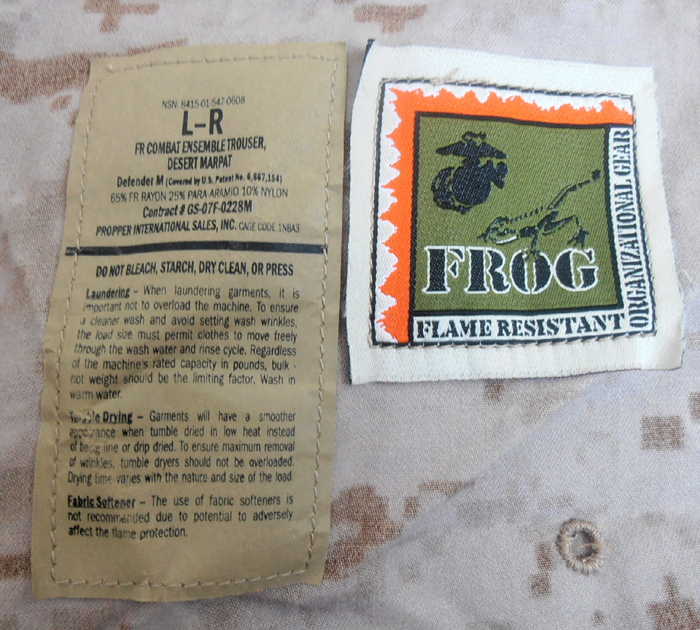 NSN: 8415-01-547-0608
L-R
FR COMBAT ENSEMBLE TROUSER,
DESERT MARPAT
Defender M (Covered by U.S. Patent No. 6,867,154)
65% FR RAYON 25% PARA-ARAMID 10% NYLON
Contract # GS-07F-0228M
PROPPER INTERNATIONAL SALES, INC. CAGE CODE 1NBA3
DO NOT BLEACH, STARCH, DRY CLEAN, OR PRESS
Laundering – When laundering garments, it is
important not to overload the machine. To ensure
a cleaner wash and avoid setting wash wrinkles,
the load size must permit clothes to move freely
through the wash water and rinse cycle. Regardless
of the machine's rated capacity in pounds, bulk -
not weight should be the limiting factor. Wash in
warm water.
Tumble Drying – Garments will have a smoother
appearance when tumble dried in low heat instead
of being line or drip dried. To ensure maximum removal
of wrinkles, tumble dryers should not be overloaded.
Drying time varies with the nature and size of the load.
Fabric Softener – The use of fabric softeners is
not recommended due to potential to adversely
affect the flame protection.
FROG
FLAME RESISTANT
ORGANIZATIONAL GEAR